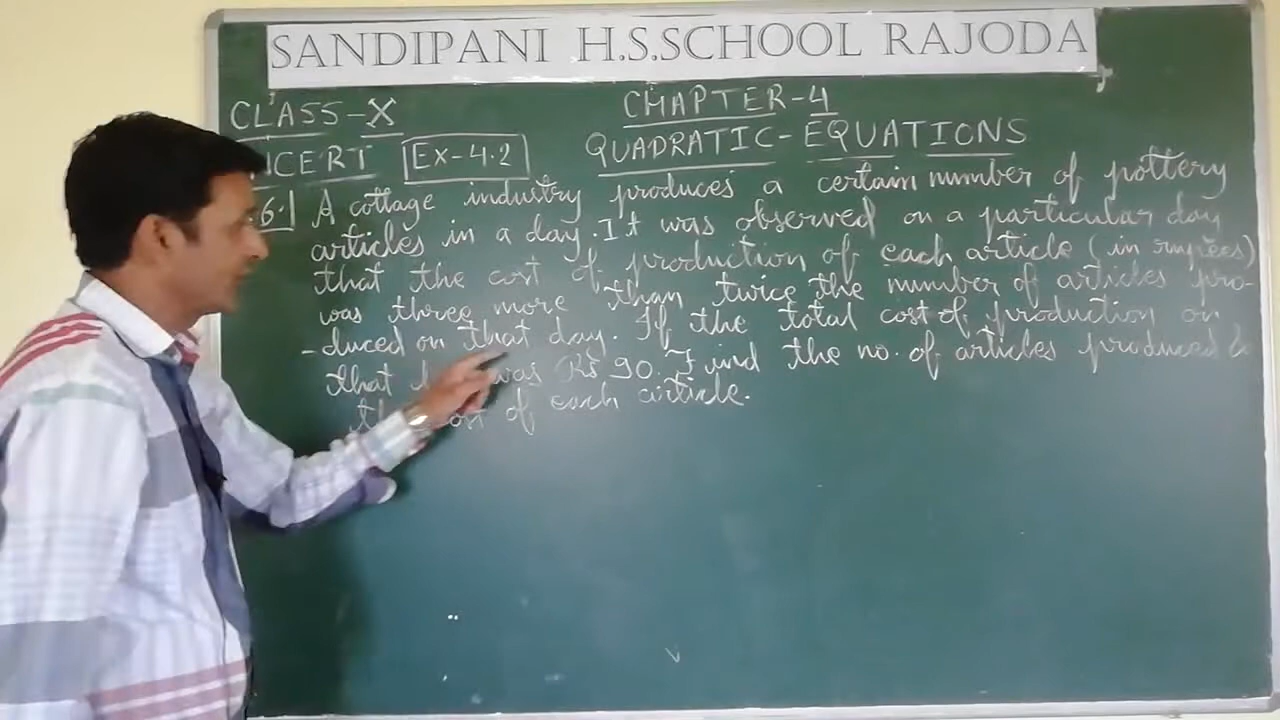 SANDIPANI H.S.SCHOOL RAJODA
CLASS-X
CHAPTER-4
NCERT Ex-4.2
QUADRATIC-EQUATIONS
6. A cottage industry produces a certain number of pottery
articles in a day. It was observed on a particular day
that the cost of production of each article (in rupees)
was three more than twice the number of articles pro-
-duced on that day. If the total cost of production on
that was Rs 90. Find the no. of articles produced &
of each article.